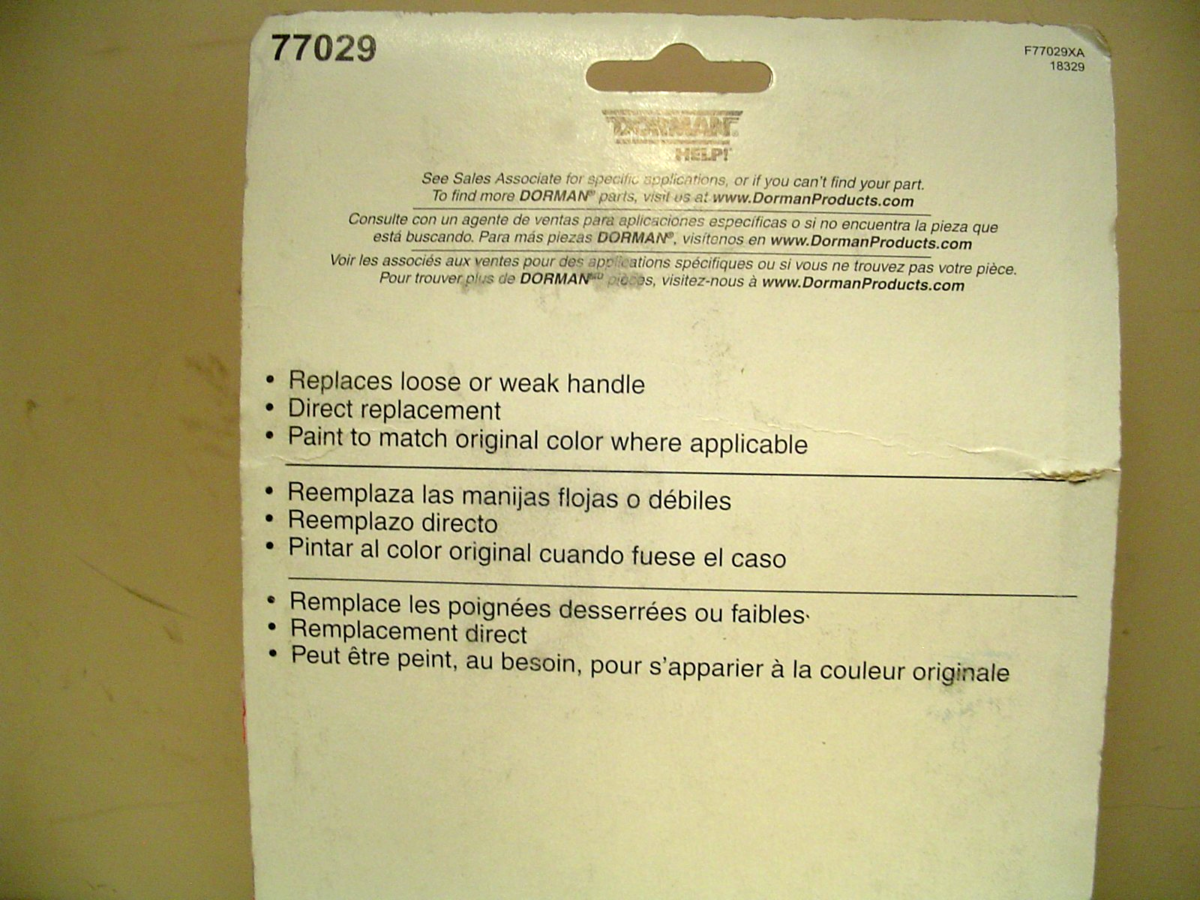 77029
F77029XA
18329
DORMAN®
HELP!®
See Sales Associate for specific applications, or if you can't find your part.
To find more DORMAN® parts, visit us at www.DormanProducts.com
Consulte con un agente de ventas para aplicaciones específicas o si no encuentra la pieza que
está buscando. Para más piezas DORMAN®, visítonos en www.DormanProducts.com
Voir les associés aux ventes pour des applications spécifiques ou si vous ne trouvez pas votre pièce.
Pour trouver plus de DORMAN^MD pièces, visitez-nous à www.DormanProducts.com
• Replaces loose or weak handle
• Direct replacement
• Paint to match original color where applicable
• Reemplaza las manijas flojas o débiles
• Reemplazo directo
• Pintar al color original cuando fuese el caso
• Remplace les poignées desserrées ou faibles
• Remplacement direct
• Peut être peint, au besoin, pour s'apparier à la couleur originale